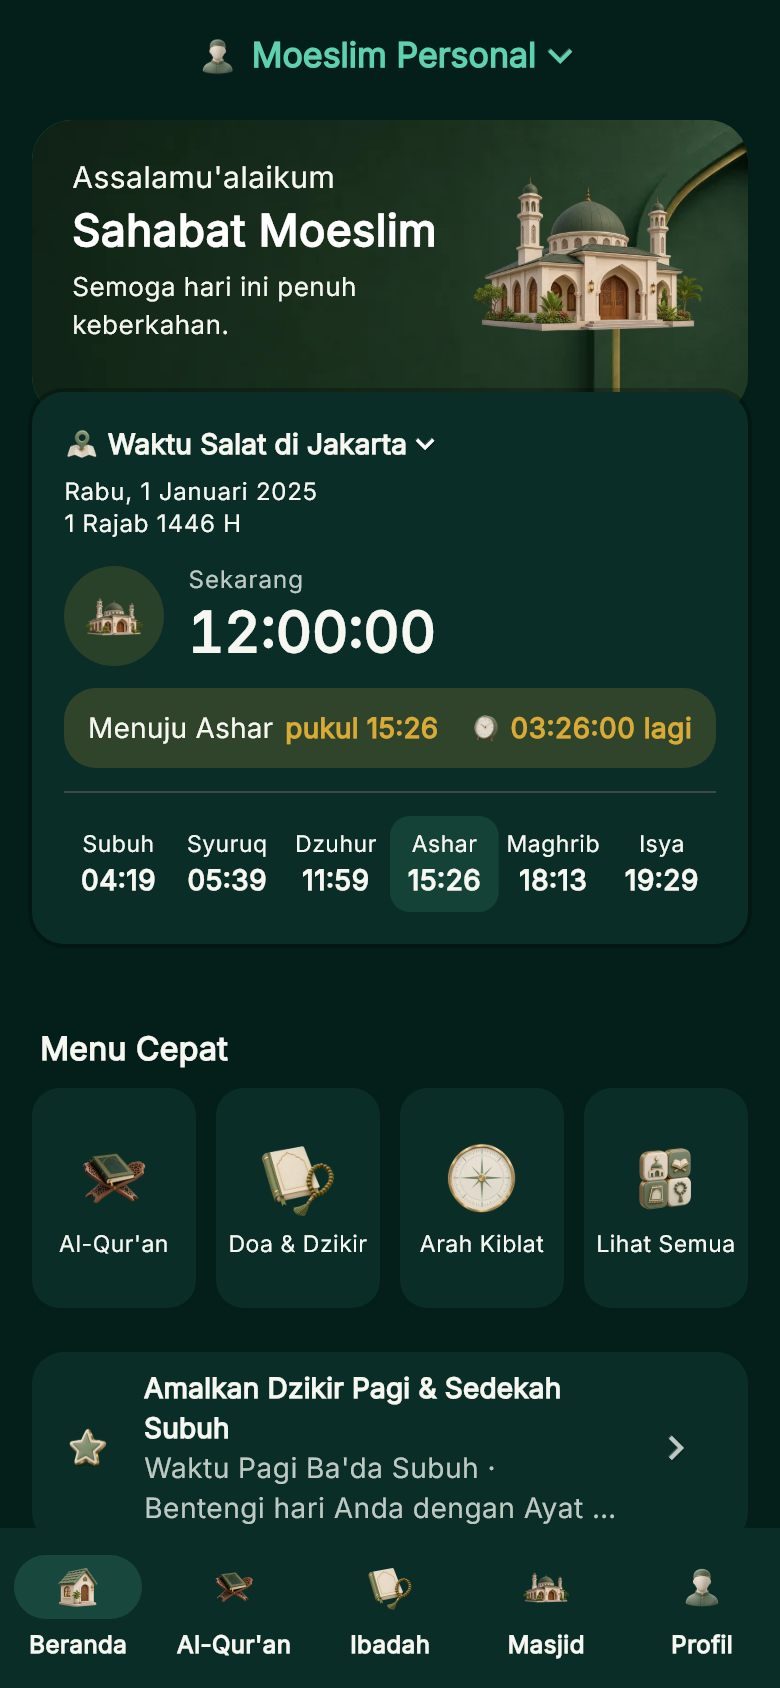 Moeslim Personal
Assalamu'alaikum
Sahabat Moeslim
Semoga hari ini penuh
keberkahan.
Waktu Salat di Jakarta
Rabu, 1 Januari 2025
1 Rajab 1446 H
Sekarang
12:00:00
Menuju Ashar pukul 15:26 03:26:00 lagi
Subuh Syuruq Dzuhur Ashar Maghrib Isya
04:19 05:39 11:59 15:26 18:13 19:29
Menu Cepat
Al-Qur'an Doa & Dzikir Arah Kiblat Lihat Semua
Amalkan Dzikir Pagi & Sedekah
Subuh
Waktu Pagi Ba'da Subuh ·
Bentengi hari Anda dengan Ayat ...
Beranda Al-Qur'an Ibadah Masjid Profil